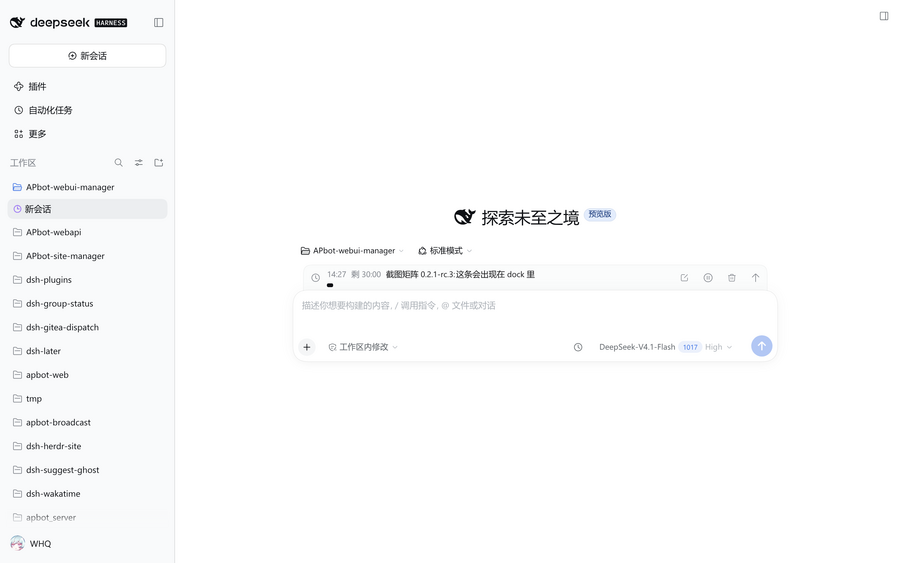 deepseek HARNESS
新会话
插件
自动化任务
更多
工作区
APbot-webui-manager
新会话
APbot-webapi
APbot-site-manager
dsh-plugins
dsh-group-status
dsh-gitea-dispatch
dsh-later
apbot-web
tmp
apbot-broadcast
dsh-herdr-site
dsh-suggest-ghost
dsh-wakatime
apbot_server
WHQ
探索未至之境 预览版
APbot-webui-manager 标准模式
14:27 剩 30:00 截图矩阵 0.2.1-rc.3:这条会出现在 dock 里
描述你想要构建的内容, / 调用指令, @ 文件或对话
工作区内修改 DeepSeek-V4.1-Flash 1017 High